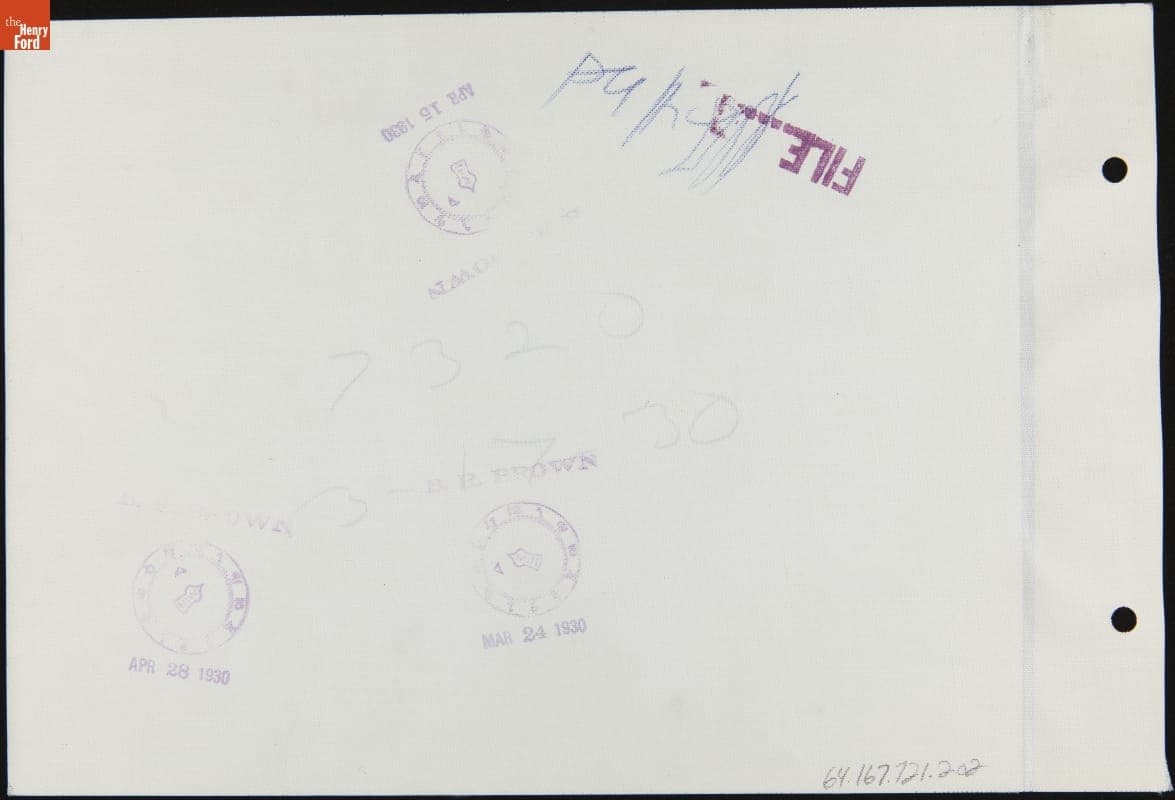 the
Henry
Ford
APR 15 1930
FILE
7320
3-17 30
E. R. BROWN
MAR 24 1930
APR 28 1930
64.167.721.202